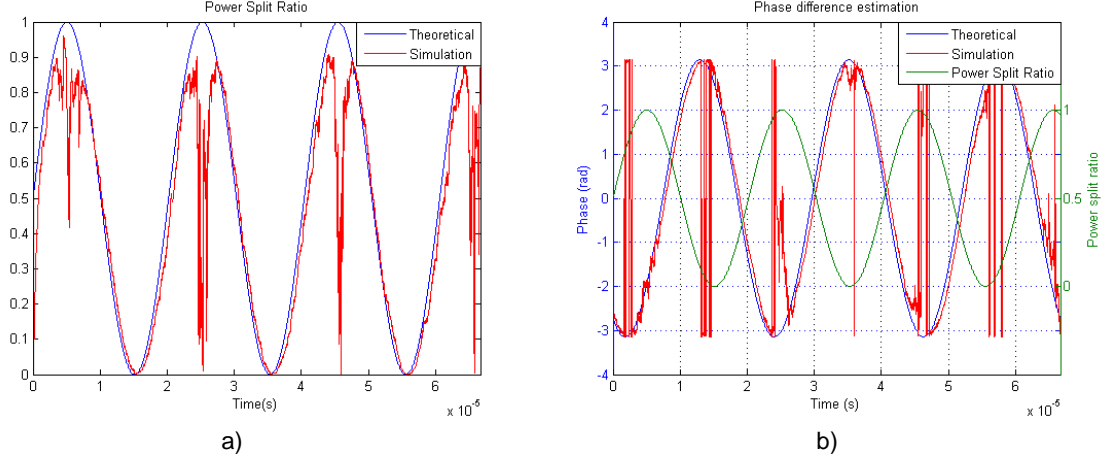 Power Split Ratio
1
0.9
0.8
0.7
0.6
0.5
0.4
0.3
0.2
0.1
0
0 1 2 3 4 5 6
Time(s)
x 10⁻⁵
Theoretical
Simulation
a)
Phase difference estimation
Phase (rad)
4
3
2
1
0
-1
-2
-3
-4
0 1 2 3 4 5 6
Time (s)
x 10⁻⁵
Theoretical
Simulation
Power Split Ratio
1
0.5
0
Power split ratio
b)